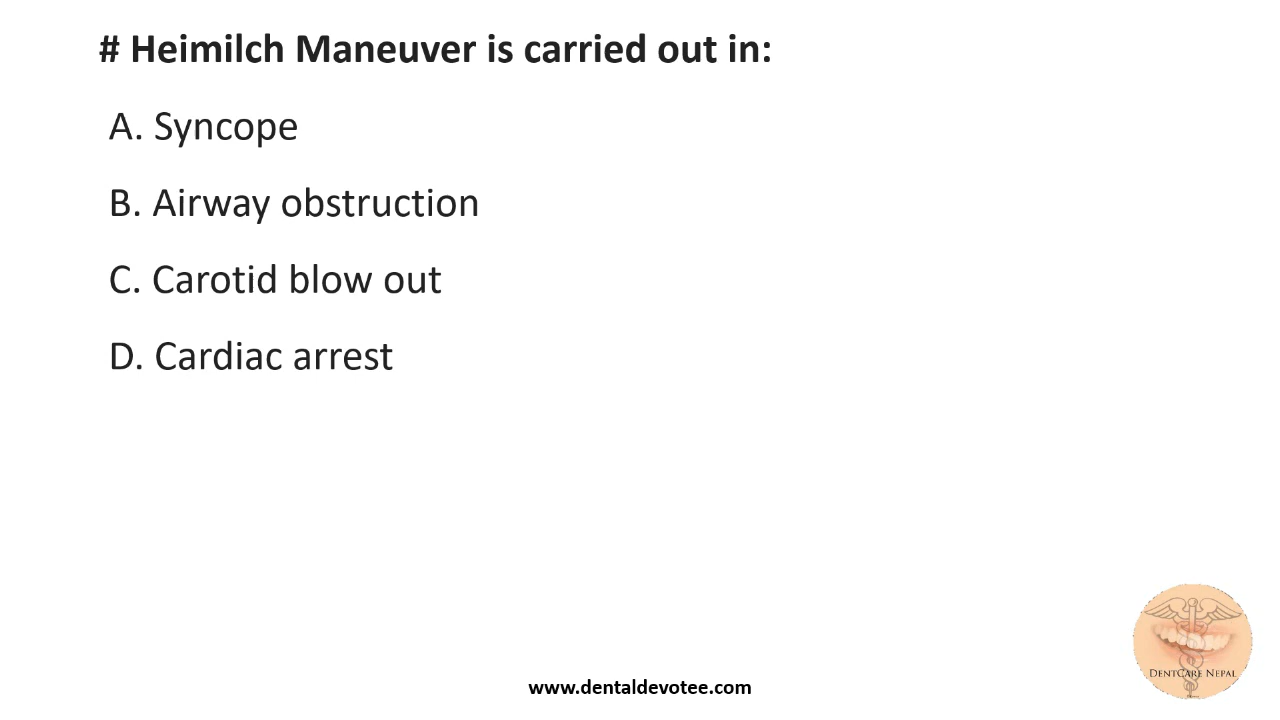 # Heimilch Maneuver is carried out in:
A. Syncope
B. Airway obstruction
C. Carotid blow out
D. Cardiac arrest
DentCare Nepal
www.dentaldevotee.com